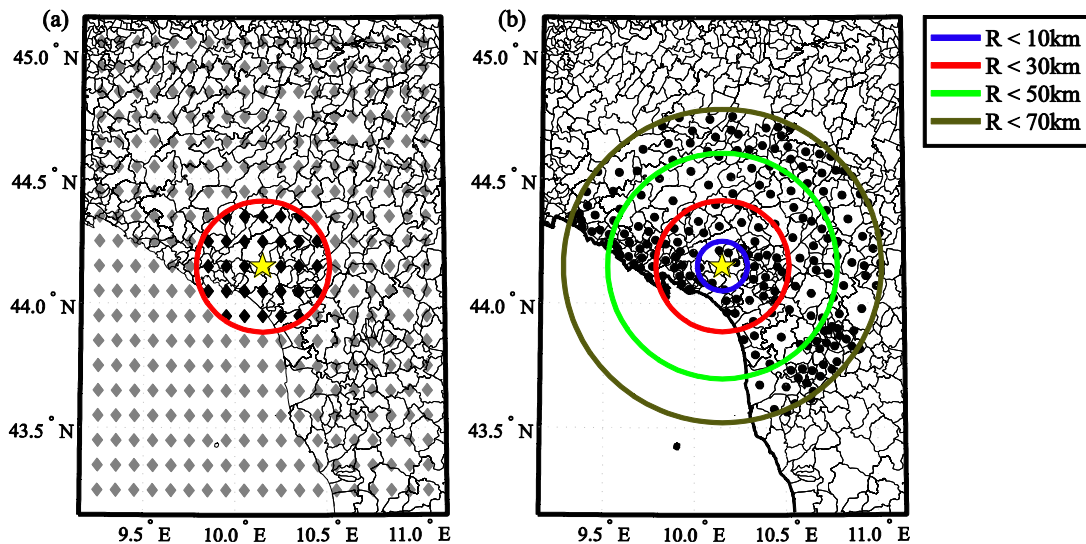 (a)
(b)
45.0 ° N
44.5 ° N
44.0 ° N
43.5 ° N
9.5 ° E
10.0 ° E
10.5 ° E
11.0 ° E
45.0 ° N
44.5 ° N
44.0 ° N
43.5 ° N
9.5 ° E
10.0 ° E
10.5 ° E
11.0 ° E
R < 10km
R < 30km
R < 50km
R < 70km